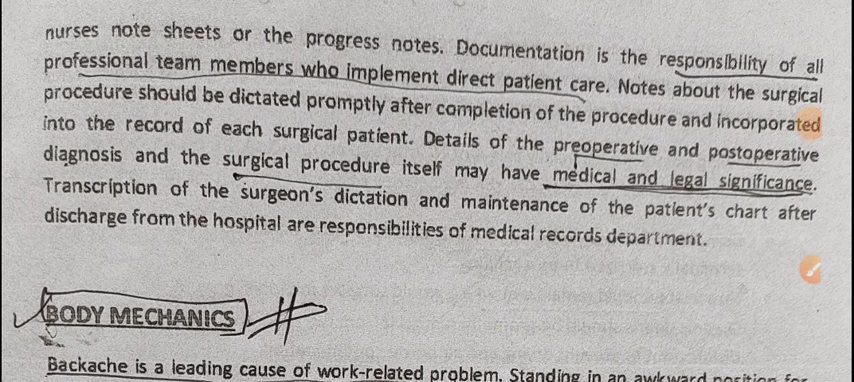 nurses note sheets or the progress notes. Documentation is the responsibility of all
professional team members who implement direct patient care. Notes about the surgical
procedure should be dictated promptly after completion of the procedure and incorporated
into the record of each surgical patient. Details of the preoperative and postoperative
diagnosis and the surgical procedure itself may have medical and legal significance.
Transcription of the surgeon's dictation and maintenance of the patient's chart after
discharge from the hospital are responsibilities of medical records department.
BODY MECHANICS
Backache is a leading cause of work-related problem. Standing in an awkward position for